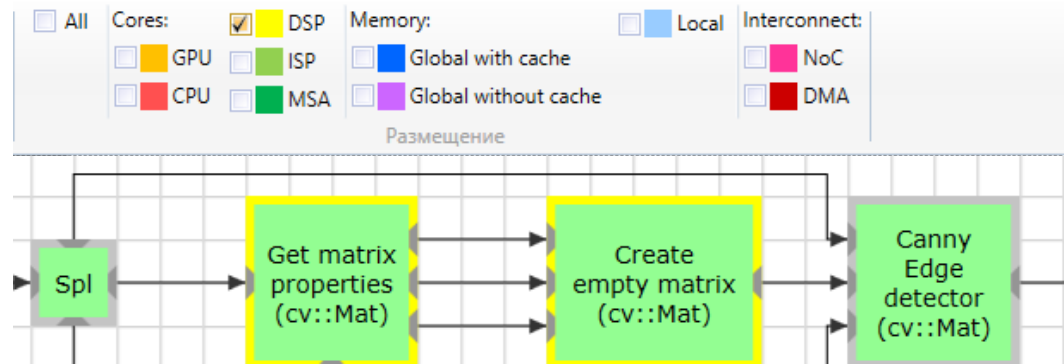 All
Cores:
GPU
CPU
DSP
ISP
MSA
Memory:
Global with cache
Global without cache
Local
Interconnect:
NoC
DMA
Размещение
Spl
Get matrix
properties
(cv::Mat)
Create
empty matrix
(cv::Mat)
Canny
Edge
detector
(cv::Mat)